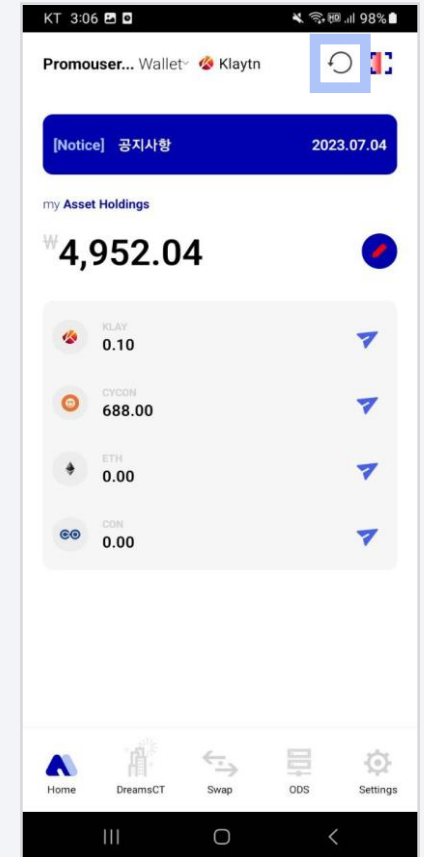 KT 3:06 98%
Promouser... Wallet Klaytn
[Notice] 공지사항 2023.07.04
my Asset Holdings
₩4,952.04
KLAY
0.10
CYCON
688.00
ETH
0.00
CON
0.00
Home DreamsCT Swap ODS Settings